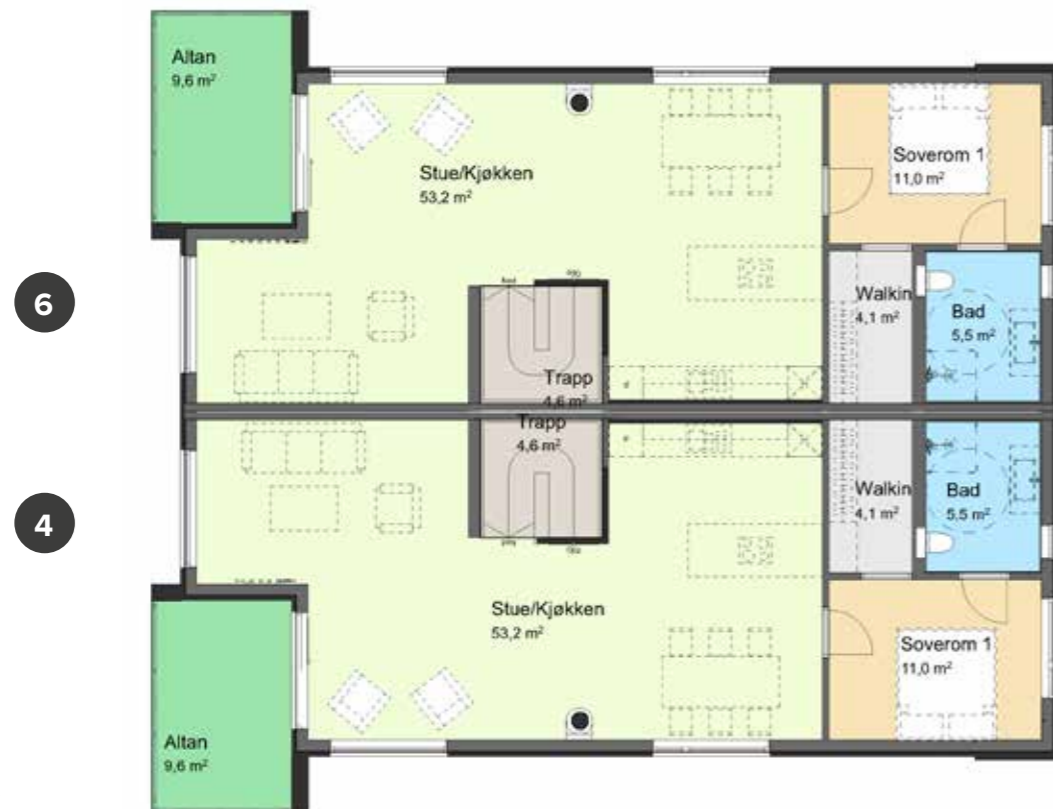 Altan
9,6 m²
Stue/Kjøkken
53,2 m²
Soverom 1
11,0 m²
6
Walkin
4,1 m²
Bad
5,5 m²
Trapp
4,6 m²
Trapp
4,6 m²
4
Walkin
4,1 m²
Bad
5,5 m²
Stue/Kjøkken
53,2 m²
Soverom 1
11,0 m²
Altan
9,6 m²